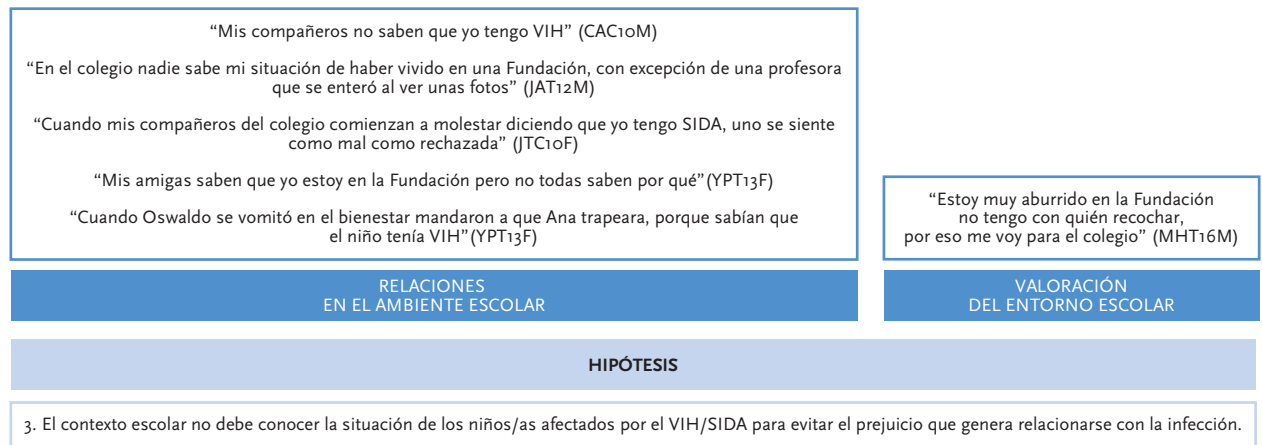 “Mis compañeros no saben que yo tengo VIH” (CAC10M)
“En el colegio nadie sabe mi situación de haber vivido en una Fundación, con excepción de una profesora
que se enteró al ver unas fotos” (JAT12M)
“Cuando mis compañeros del colegio comienzan a molestar diciendo que yo tengo SIDA, uno se siente
como mal como rechazada” (JTC10F)
“Mis amigas saben que yo estoy en la Fundación pero no todas saben por qué”(YPT13F)
“Cuando Oswaldo se vomitó en el bienestar mandaron a que Ana trapeara, porque sabían que
el niño tenía VIH”(YPT13F)
RELACIONES
EN EL AMBIENTE ESCOLAR
“Estoy muy aburrido en la Fundación
no tengo con quién recochar,
por eso me voy para el colegio” (MHT16M)
VALORACIÓN
DEL ENTORNO ESCOLAR
HIPÓTESIS
3. El contexto escolar no debe conocer la situación de los niños/as afectados por el VIH/SIDA para evitar el prejuicio que genera relacionarse con la infección.